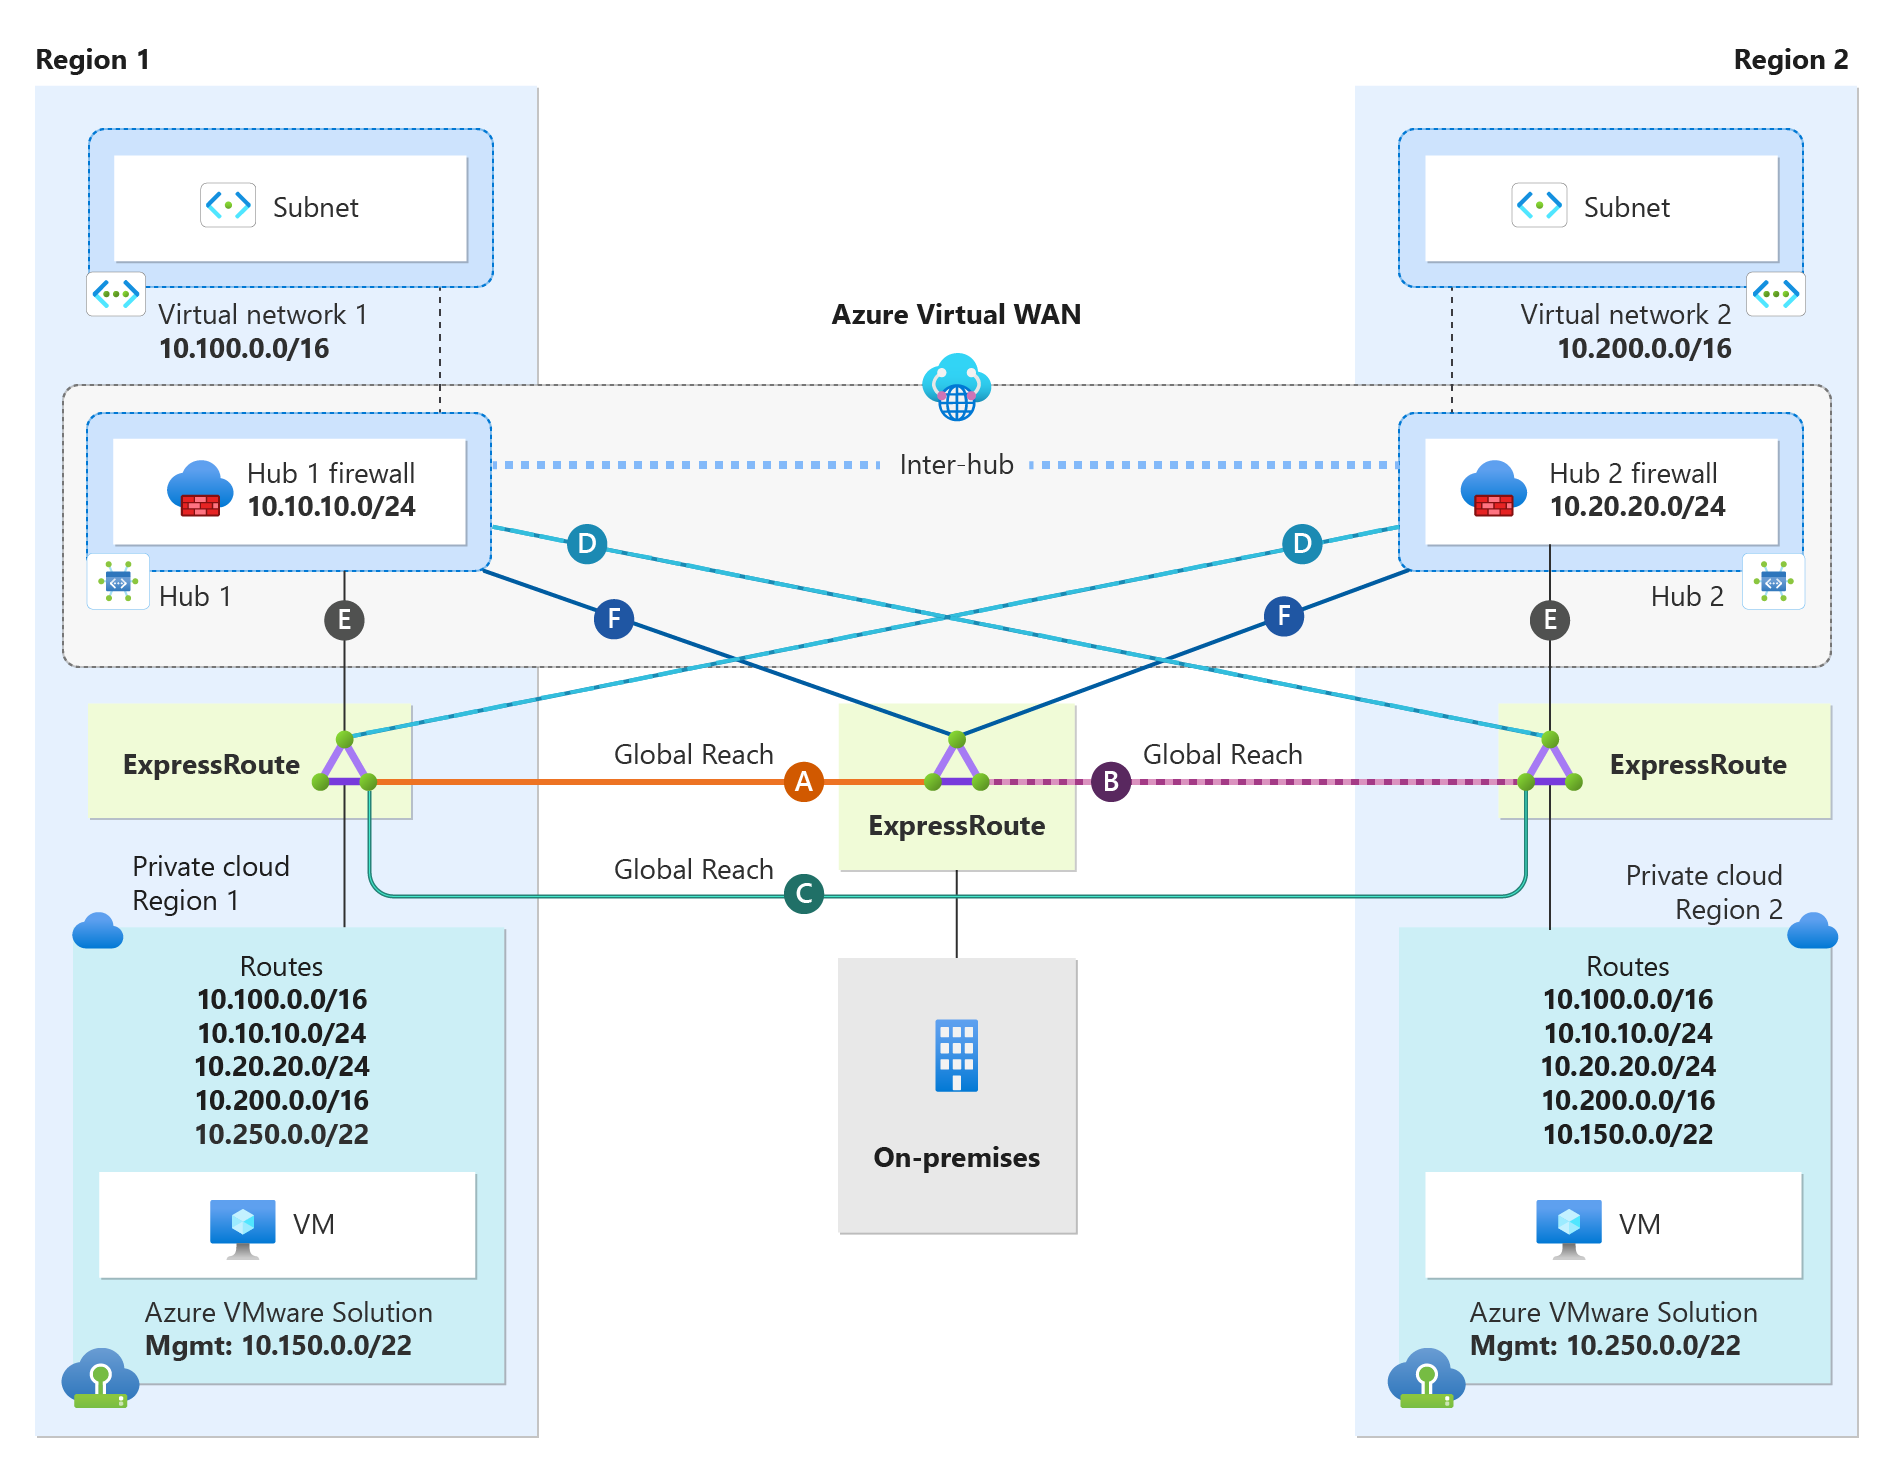 Region 1
Region 2
Subnet
Subnet
Virtual network 1
10.100.0.0/16
Azure Virtual WAN
Virtual network 2
10.200.0.0/16
Hub 1 firewall
10.10.10.0/24
Inter-hub
Hub 2 firewall
10.20.20.0/24
D
D
Hub 1
Hub 2
E
F
F
E
ExpressRoute
Global Reach
A
B
Global Reach
ExpressRoute
ExpressRoute
Global Reach
C
Private cloud
Region 1
Private cloud
Region 2
Routes
10.100.0.0/16
10.10.10.0/24
10.20.20.0/24
10.200.0.0/16
10.250.0.0/22
Routes
10.100.0.0/16
10.10.10.0/24
10.20.20.0/24
10.200.0.0/16
10.150.0.0/22
On-premises
VM
VM
Azure VMware Solution
Mgmt: 10.150.0.0/22
Azure VMware Solution
Mgmt: 10.250.0.0/22